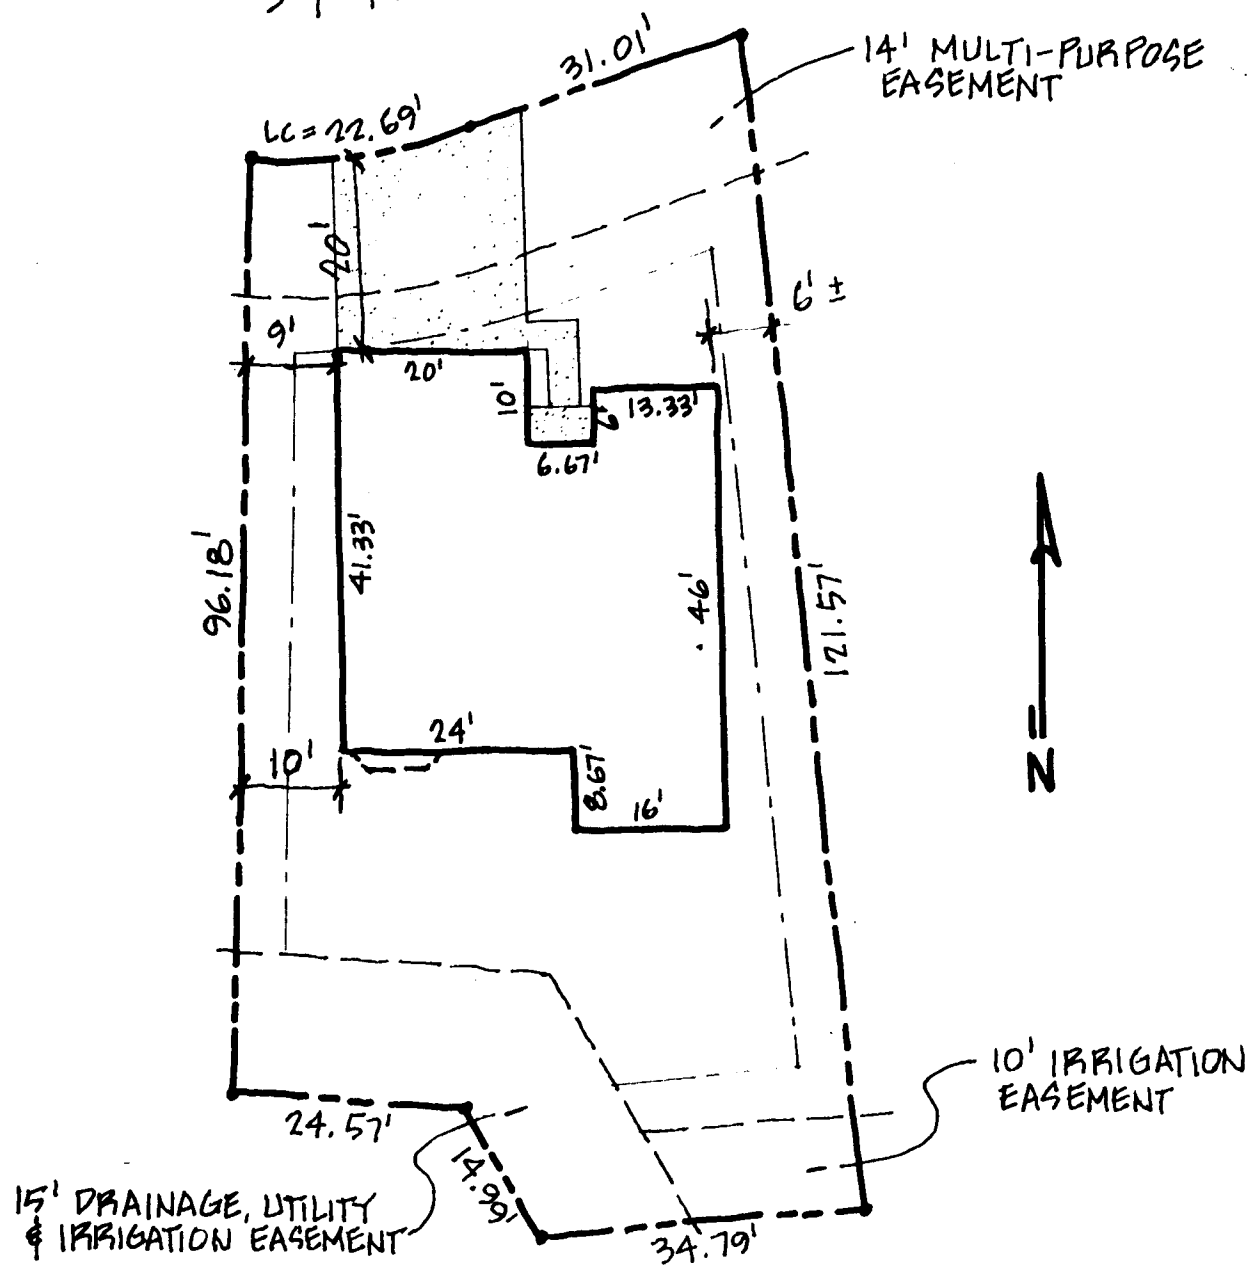 31.01'
14' MULTI-PURPOSE
EASEMENT
LC = 22.69'
20'
6' ±
9'
20'
10'
6'
13.33'
6.67'
41.33'
96.18'
46'
121.57'
24'
10'
8.67'
16'
N
10' IRRIGATION
EASEMENT
24.57'
14.99'
15' DRAINAGE, UTILITY
& IRRIGATION EASEMENT
34.79'